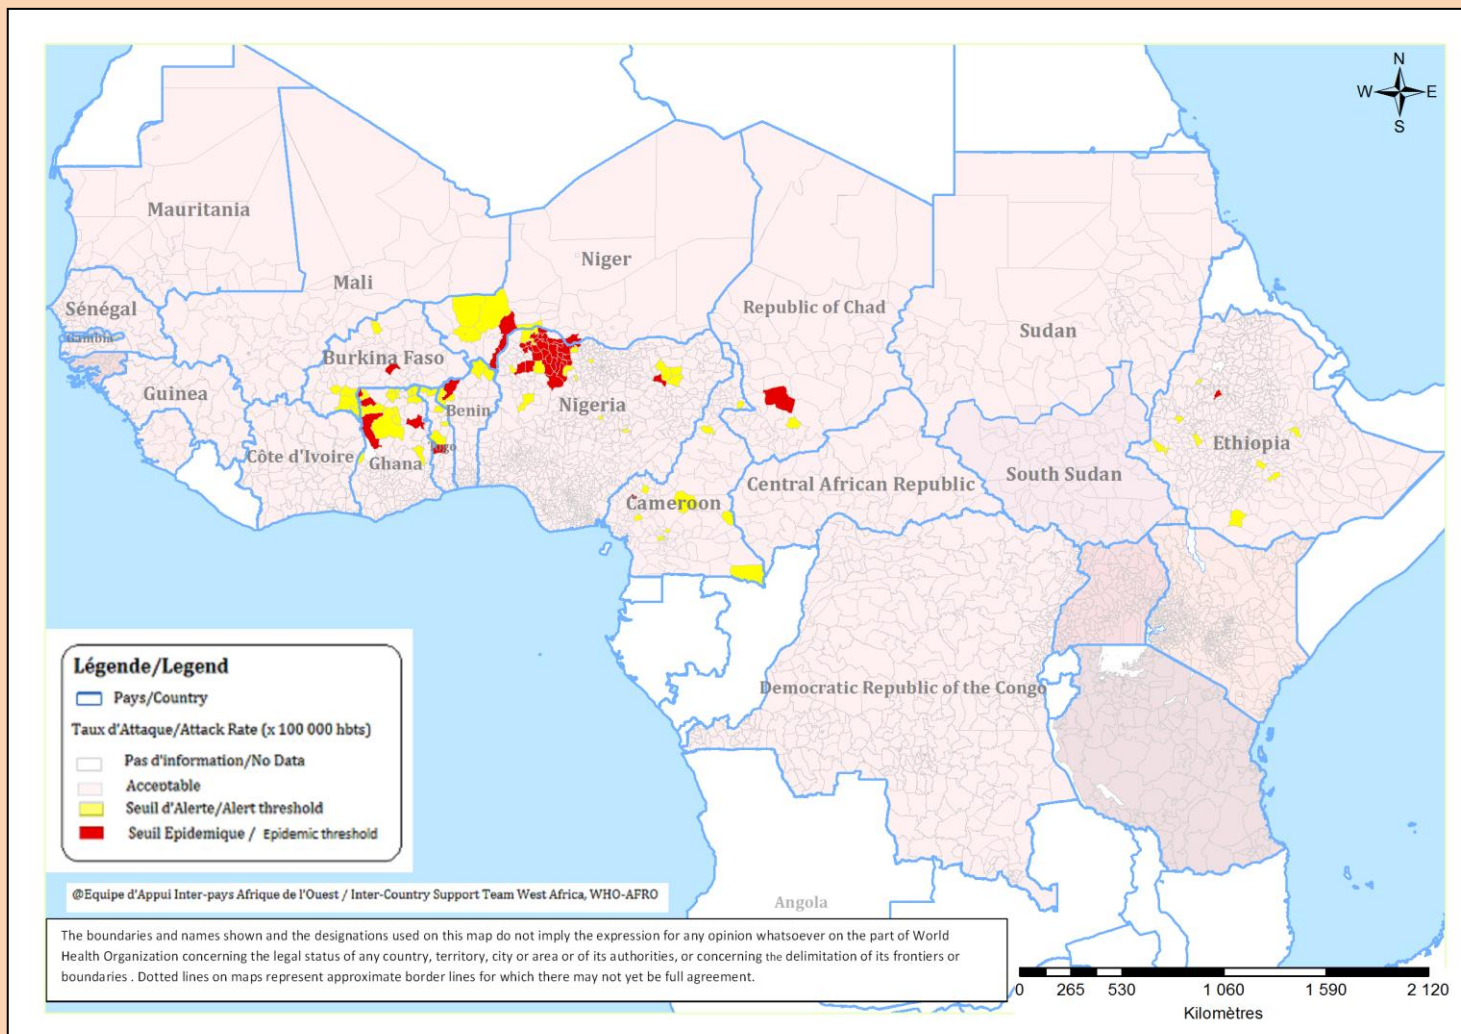 N
W E
S
Mauritania
Mali
Niger
Republic of Chad
Sudan
Sénégal
Gambia
Burkina Faso
Guinea
Benin
Nigeria
Ethiopia
Togo
Côte d'Ivoire
Ghana
South Sudan
Central African Republic
Cameroon
Democratic Republic of the Congo
Angola
Légende/Legend
Pays/Country
Taux d'Attaque/Attack Rate (x 100 000 hbts)
Pas d'information/No Data
Acceptable
Seuil d'Alerte/Alert threshold
Seuil Epidemique / Epidemic threshold
@Equipe d'Appui Inter-pays Afrique de l'Ouest / Inter-Country Support Team West Africa, WHO-AFRO
The boundaries and names shown and the designations used on this map do not imply the expression for any opinion whatsoever on the part of World
Health Organization concerning the legal status of any country, territory, city or area or of its authorities, or concerning the delimitation of its frontiers or
boundaries . Dotted lines on maps represent approximate border lines for which there may not yet be full agreement.
0 265 530 1 060 1 590 2 120
Kilomètres